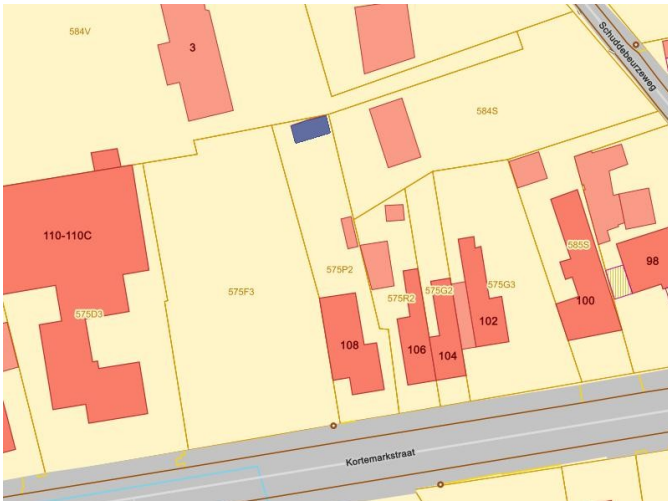 584V
3
Schuddebeurzeweg
584S
110-110C
585S
98
575P2
575F3
575R2
575G2
575G3
100
575D3
102
108
106
104
Kortemarkstraat